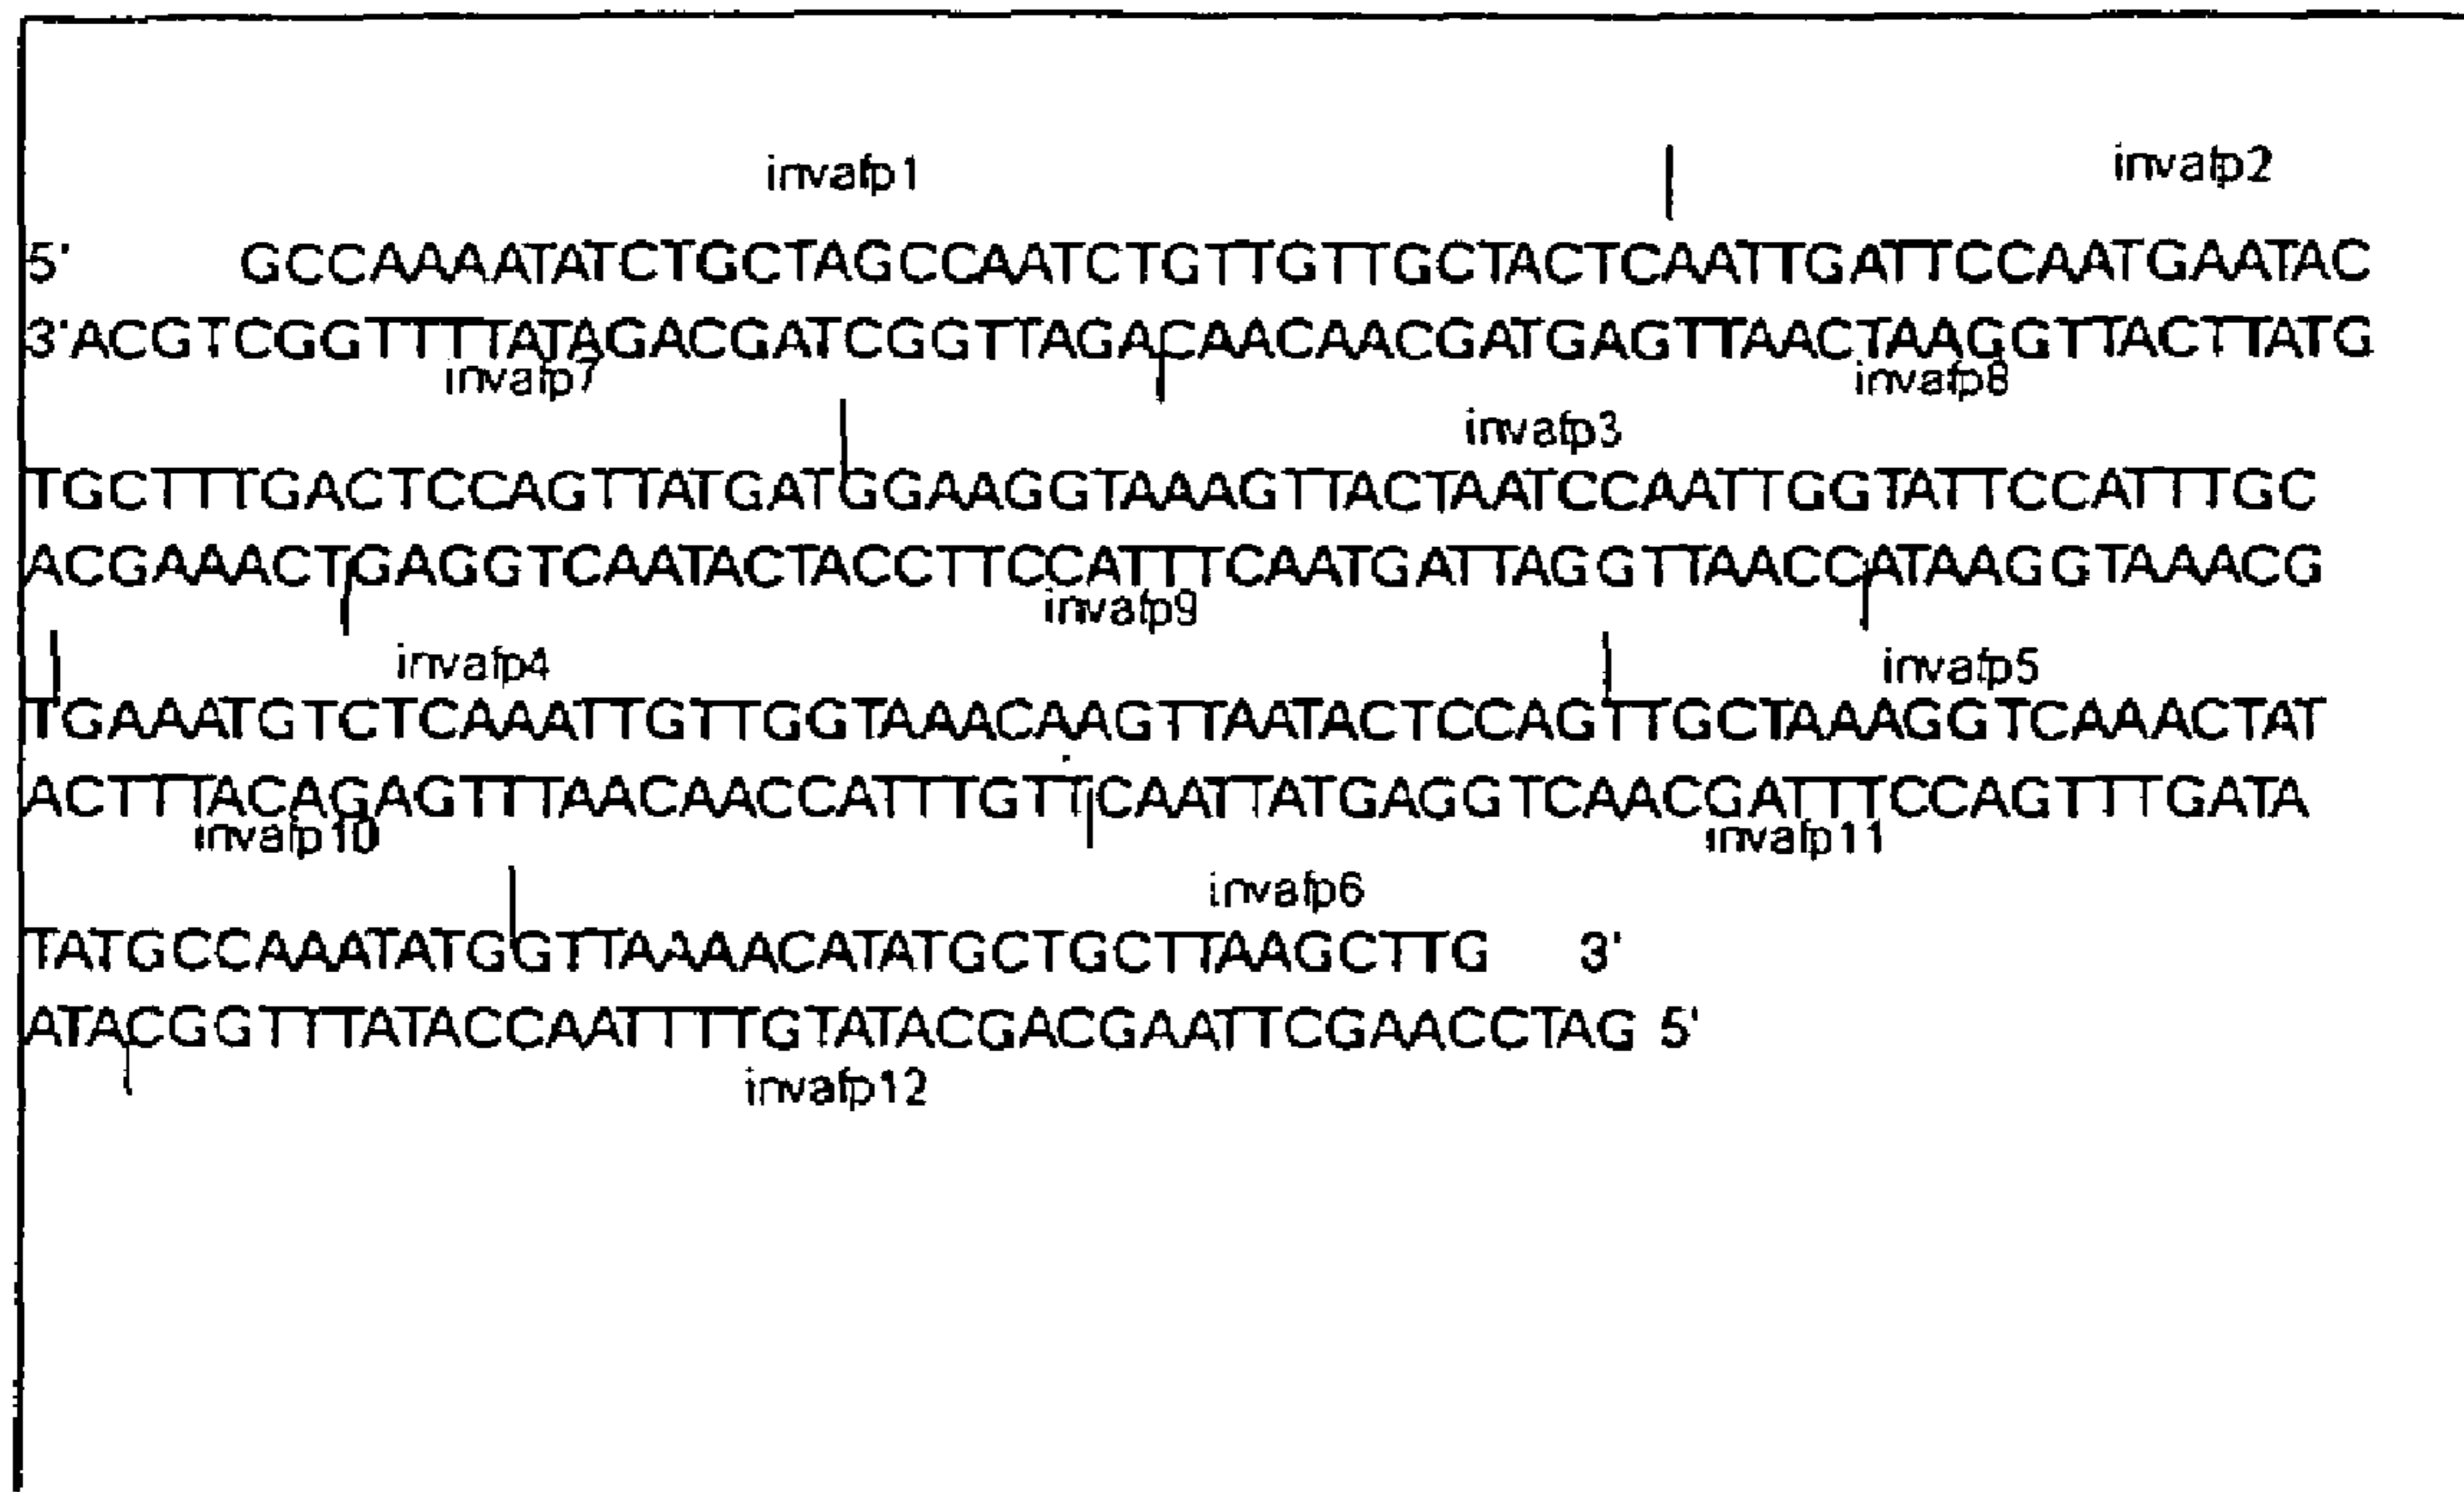 invafp1 invafp2
5' GCCAAAATATCTGCTAGCCAATCTGTTGTTGCTACTCAATTGATTCCAATGAATAC
3'ACGTCGGTTTTATAGACGATCGGTTAGACAACAACGATGAGTTAACTAAGGTTACTTATG
invafp7 invafp8
invafp3
TGCTTTGACTCCAGTTATGATGGAAGGTAAAGTTACTAATCCAATTGGTATTCCATTTGC
ACGAAACTGAGGTCAATACTACCTTCCATTTCAATGATTAGGTTAACCATAAGGTAAACG
invafp9
invafp4 invafp5
TGAAATGTCTCAAATTGTTGGTAAACAAGTTAATACTCCAGTTGCTAAAGGTCAAACTAT
ACTTTACAGAGTTTAACAACCATTTGTTCAATTATGAGGTCAACGATTTCCAGTTTGATA
invafp10 invafp11
invafp6
TATGCCAAATATGGTTAAAACATATGCTGCTTAAGCTTG 3'
ATACGGTTTATACCAATTTTGTATACGACGAATTCGAACCTAG 5'
invafp12